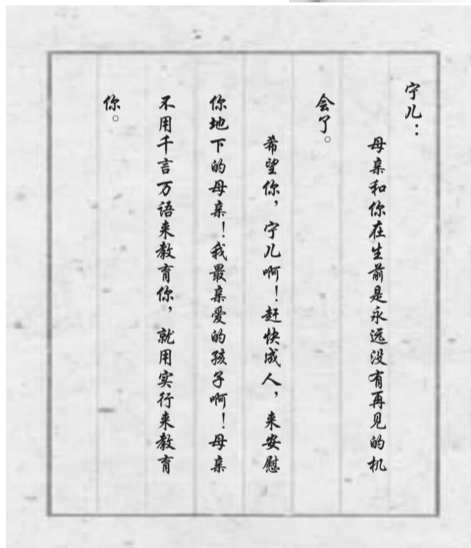 宁儿：
母亲和你在生前是永远没有再见的机
会了。
希望你，宁儿啊！赶快成人，来安慰
你地下的母亲！我最亲爱的孩子啊！母亲
不用千言万语来教育你，就用实行来教育
你。